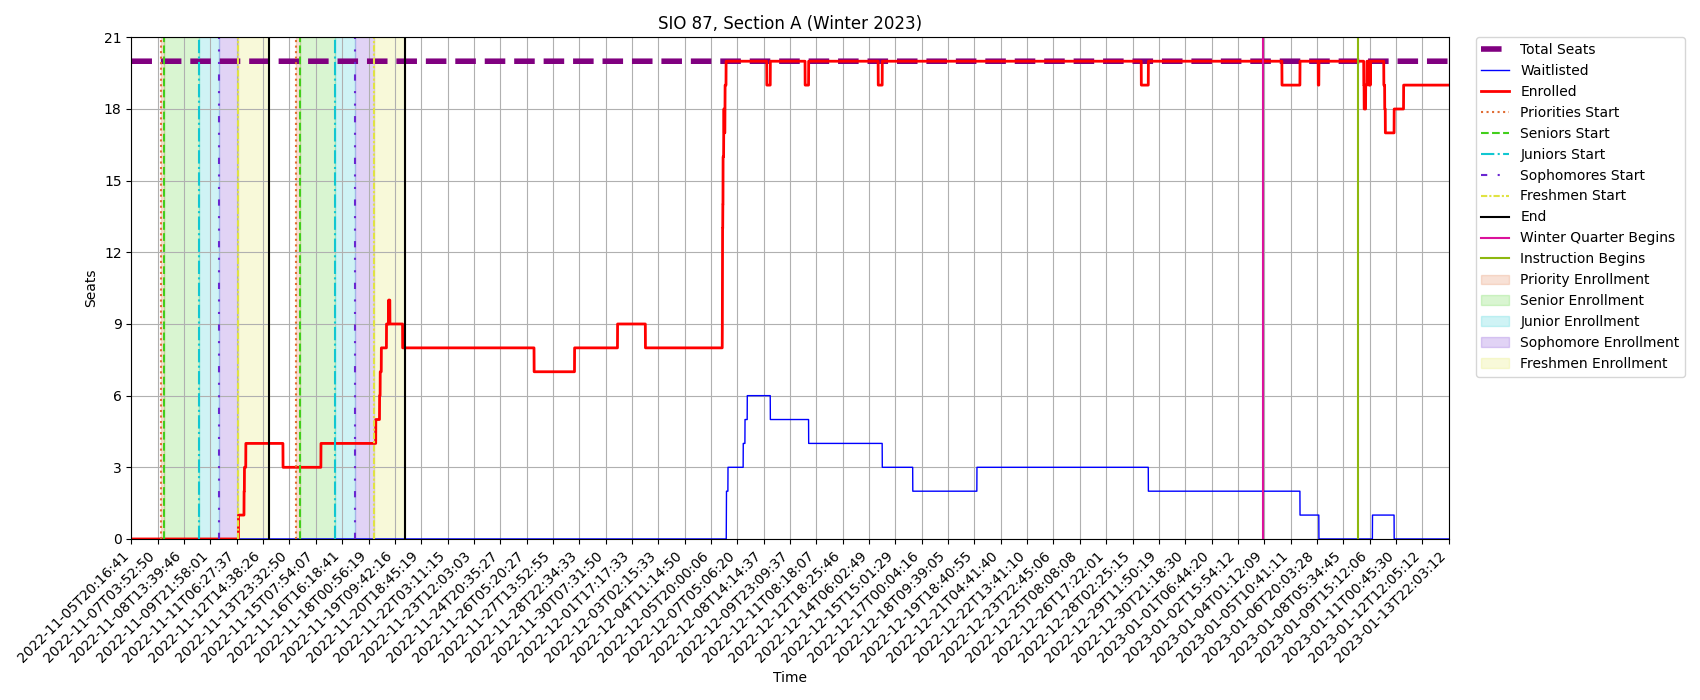 SIO 87, Section A (Winter 2023)
21
18
15
12
9
6
3
0
Seats
2022-11-05T20:16:41
2022-11-07T03:52:50
2022-11-08T13:39:46
2022-11-09T21:58:01
2022-11-11T06:27:37
2022-11-12T14:38:26
2022-11-13T23:32:50
2022-11-15T07:54:07
2022-11-16T16:18:41
2022-11-18T00:56:19
2022-11-19T09:42:16
2022-11-20T18:45:19
2022-11-22T03:11:15
2022-11-23T12:03:03
2022-11-24T20:35:27
2022-11-26T05:20:27
2022-11-27T13:52:55
2022-11-28T22:34:33
2022-11-30T07:31:50
2022-12-01T17:17:33
2022-12-03T02:15:33
2022-12-04T11:14:50
2022-12-05T20:00:06
2022-12-07T05:06:20
2022-12-08T14:14:37
2022-12-09T23:09:37
2022-12-11T08:18:07
2022-12-12T18:25:46
2022-12-14T06:02:49
2022-12-15T15:01:29
2022-12-17T00:04:16
2022-12-18T09:39:05
2022-12-19T18:40:55
2022-12-21T04:41:40
2022-12-22T13:41:10
2022-12-23T22:45:06
2022-12-25T08:08:08
2022-12-26T17:22:01
2022-12-28T02:25:15
2022-12-29T11:50:19
2022-12-30T21:18:30
2023-01-01T06:44:20
2023-01-02T15:54:12
2023-01-04T01:12:09
2023-01-05T10:41:11
2023-01-06T20:03:28
2023-01-08T05:34:45
2023-01-09T15:12:06
2023-01-11T00:45:30
2023-01-12T12:05:12
2023-01-13T22:03:12
Time
Total Seats
Waitlisted
Enrolled
Priorities Start
Seniors Start
Juniors Start
Sophomores Start
Freshmen Start
End
Winter Quarter Begins
Instruction Begins
Priority Enrollment
Senior Enrollment
Junior Enrollment
Sophomore Enrollment
Freshmen Enrollment